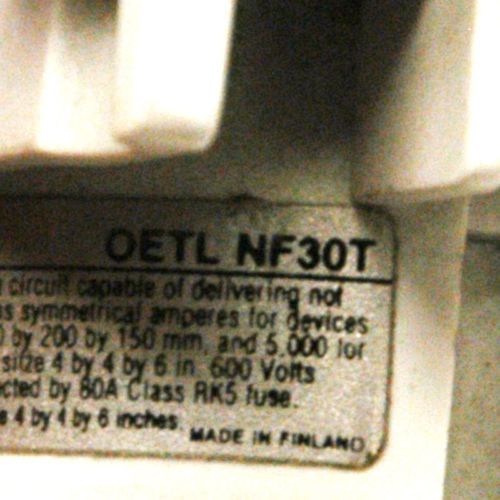 OETL NF30T
circuit capable of delivering not
symmetrical amperes for devices
by 200 by 150 mm, and 5.000 for
size 4 by 4 by 6 in. 600 Volts
by 60A Class RK5 fuse.
4 by 4 by 6 inches.
MADE IN FINLAND